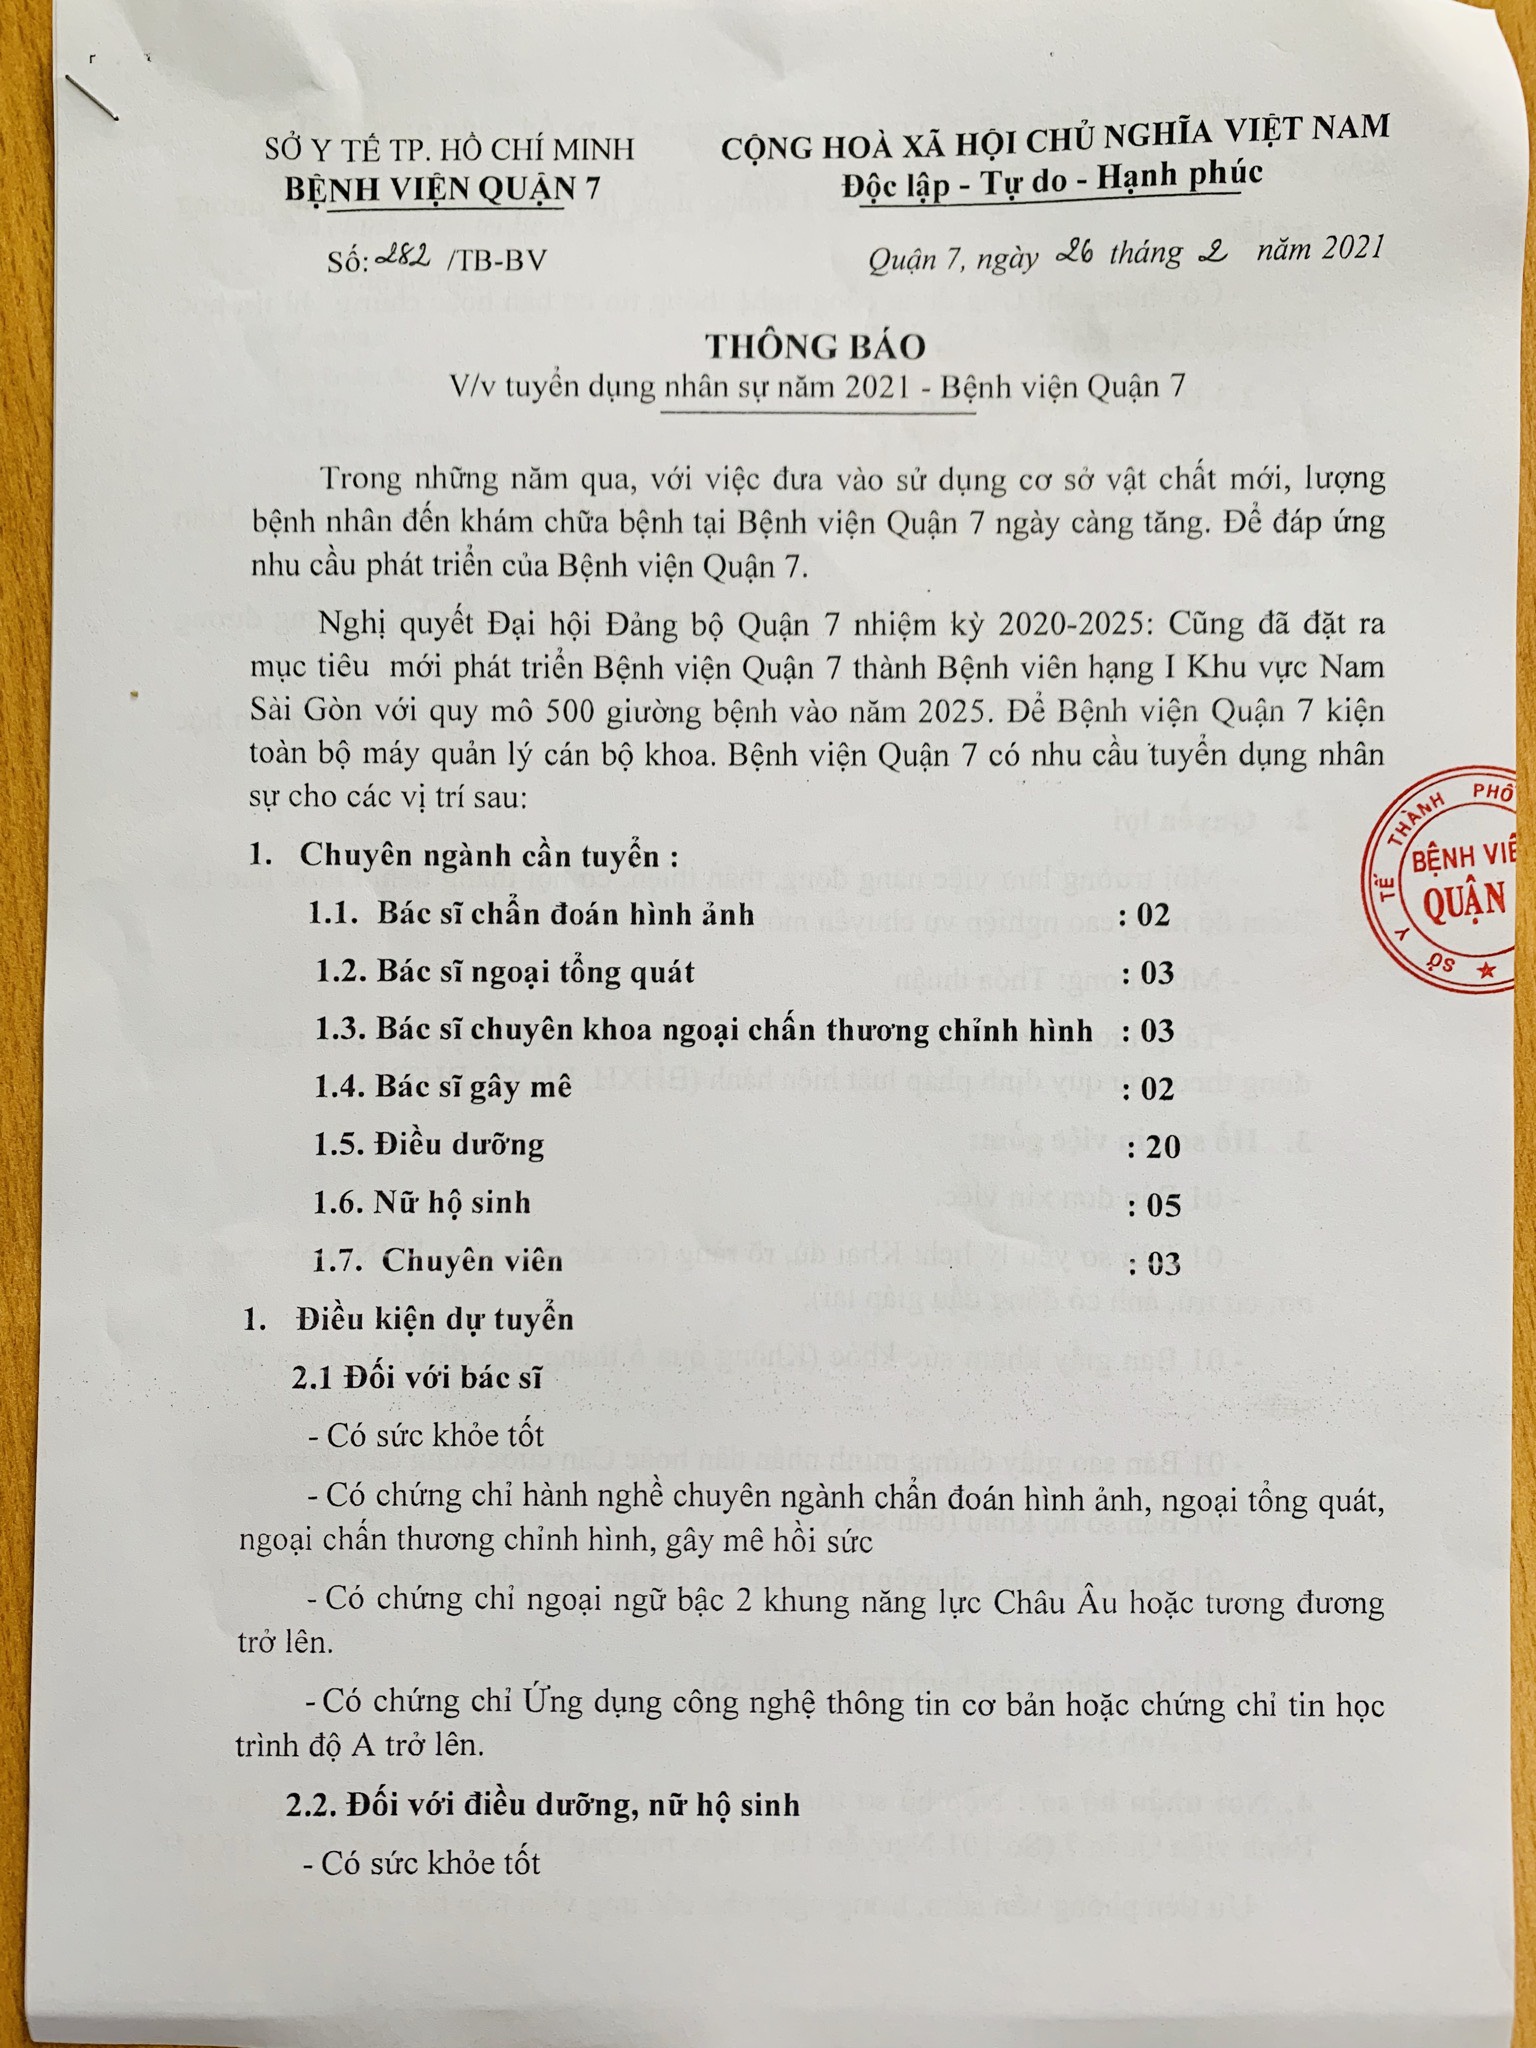 SỞ Y TẾ TP. HỒ CHÍ MINH
BỆNH VIỆN QUẬN 7
Số: 282 /TB-BV
CỘNG HOÀ XÃ HỘI CHỦ NGHĨA VIỆT NAM
Độc lập - Tự do - Hạnh phúc
Quận 7, ngày 26 tháng 2 năm 2021
THÔNG BÁO
V/v tuyển dụng nhân sự năm 2021 - Bệnh viện Quận 7
Trong những năm qua, với việc đưa vào sử dụng cơ sở vật chất mới, lượng
bệnh nhân đến khám chữa bệnh tại Bệnh viện Quận 7 ngày càng tăng. Để đáp ứng
nhu cầu phát triển của Bệnh viện Quận 7.
Nghị quyết Đại hội Đảng bộ Quận 7 nhiệm kỳ 2020-2025: Cũng đã đặt ra
mục tiêu mới phát triển Bệnh viện Quận 7 thành Bệnh viên hạng I Khu vực Nam
Sài Gòn với quy mô 500 giường bệnh vào năm 2025. Để Bệnh viện Quận 7 kiện
toàn bộ máy quản lý cán bộ khoa. Bệnh viện Quận 7 có nhu cầu tuyển dụng nhân
sự cho các vị trí sau:
1. Chuyên ngành cần tuyển :
1.1. Bác sĩ chẩn đoán hình ảnh : 02
1.2. Bác sĩ ngoại tổng quát : 03
1.3. Bác sĩ chuyên khoa ngoại chấn thương chỉnh hình : 03
1.4. Bác sĩ gây mê : 02
1.5. Điều dưỡng : 20
1.6. Nữ hộ sinh : 05
1.7. Chuyên viên : 03
SỞ Y TẾ THÀNH PHỐ
BỆNH VIỆ
QUẬN
1. Điều kiện dự tuyển
2.1 Đối với bác sĩ
- Có sức khỏe tốt
- Có chứng chỉ hành nghề chuyên ngành chẩn đoán hình ảnh, ngoại tổng quát,
ngoại chấn thương chỉnh hình, gây mê hồi sức
- Có chứng chỉ ngoại ngữ bậc 2 khung năng lực Châu Âu hoặc tương đương
trở lên.
- Có chứng chỉ Ứng dụng công nghệ thông tin cơ bản hoặc chứng chỉ tin học
trình độ A trở lên.
2.2. Đối với điều dưỡng, nữ hộ sinh
- Có sức khỏe tốt